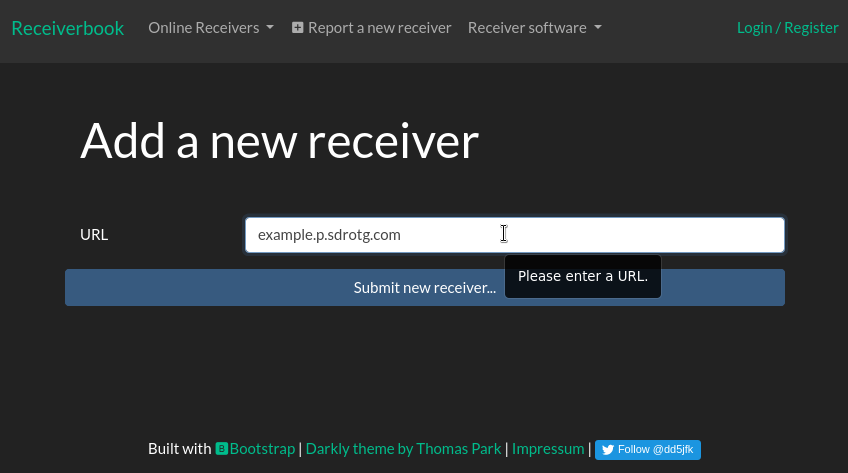 Receiverbook Online Receivers Report a new receiver Receiver software Login / Register
Add a new receiver
URL example.p.sdrotg.com
Please enter a URL.
Submit new receiver...
Built with Bootstrap | Darkly theme by Thomas Park | Impressum | Follow @dd5jfk